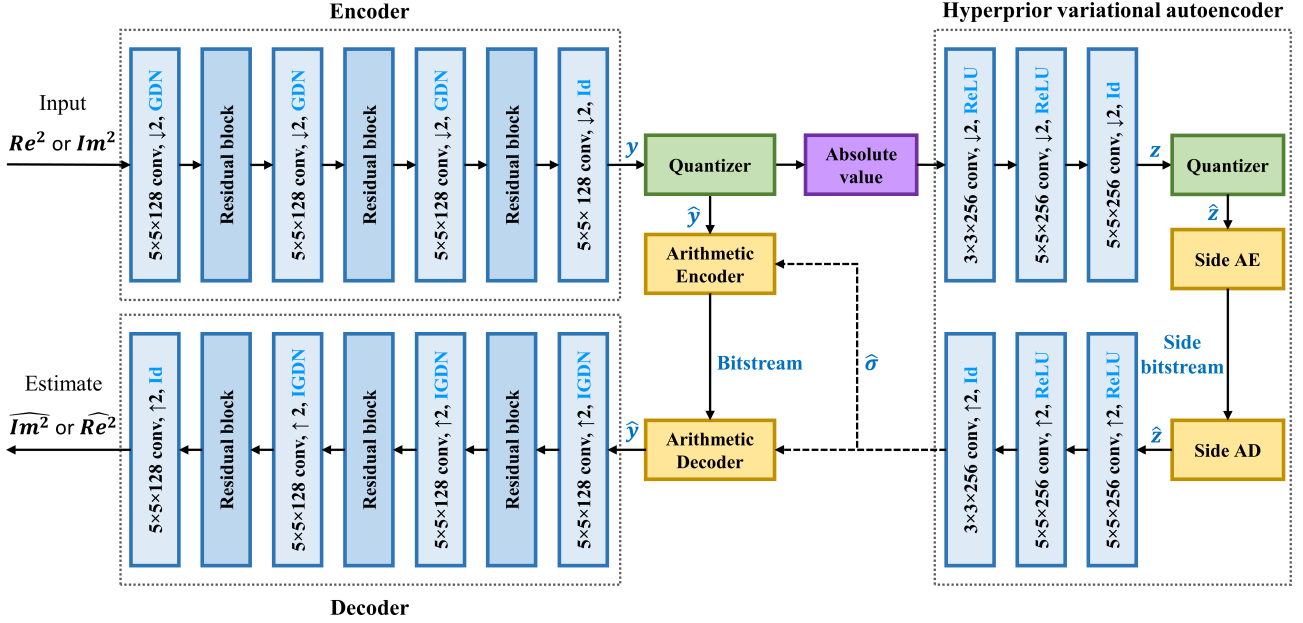 Encoder
Hyperprior variational autoencoder
Input
Re² or Im²
5×5×128 conv, ↓2, GDN
Residual block
5×5×128 conv, ↓2, GDN
Residual block
5×5×128 conv, ↓2, GDN
Residual block
5×5× 128 conv, ↓2, Id
y
Quantizer
Absolute
value
3×3×256 conv, ↓2, ReLU
5×5×256 conv, ↓2, ReLU
5×5×256 conv, ↓2, Id
z
Quantizer
ŷ
ẑ
Arithmetic
Encoder
Side AE
Bitstream
σ̂
Side
bitstream
Estimate
\widehat{Im²} or \widehat{Re²}
5×5×128 conv, ↑2, Id
Residual block
5×5×128 conv, ↑ 2, IGDN
Residual block
5×5×128 conv, ↑2, IGDN
Residual block
5×5×128 conv, ↑2, IGDN
ŷ
Arithmetic
Decoder
3×3×256 conv, ↑2, Id
5×5×256 conv, ↑2, ReLU
5×5×256 conv, ↑2, ReLU
ẑ
Side AD
Decoder